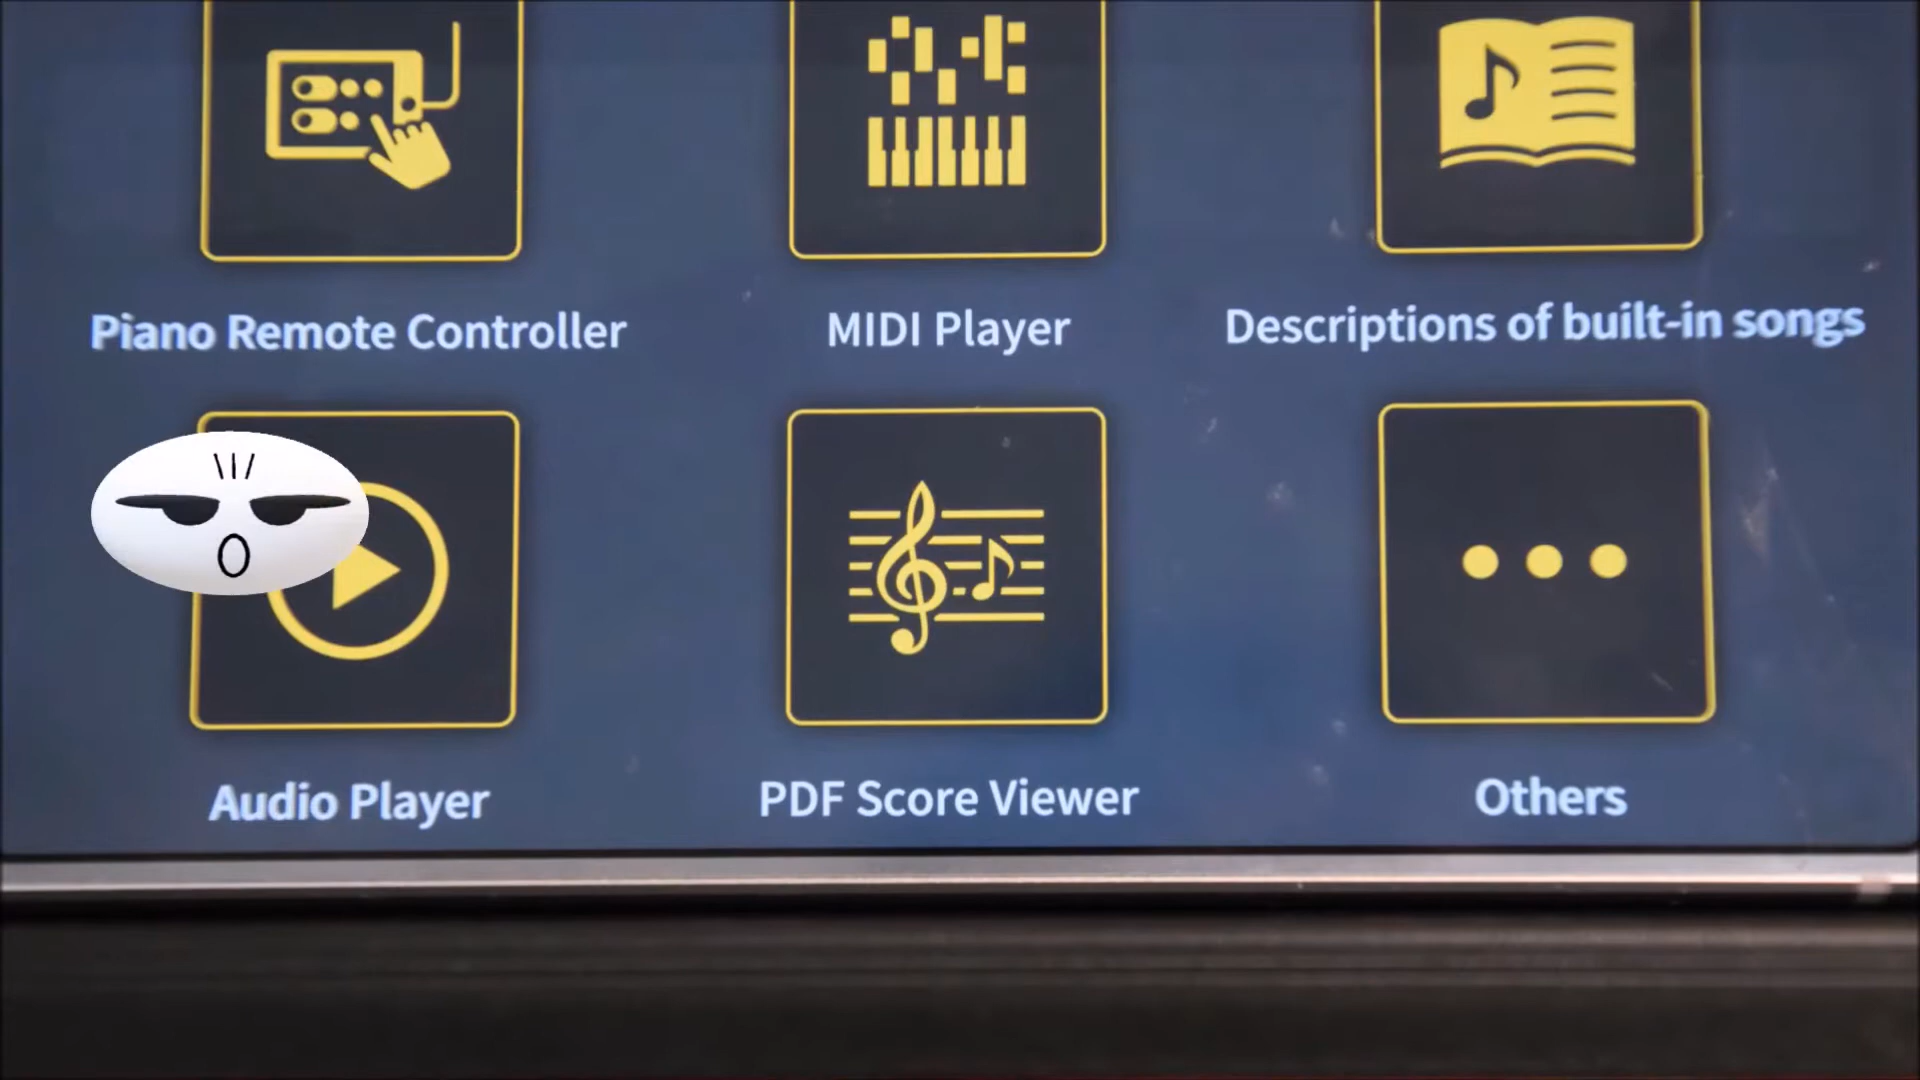 Piano Remote Controller
MIDI Player
Descriptions of built-in songs
Audio Player
PDF Score Viewer
Others